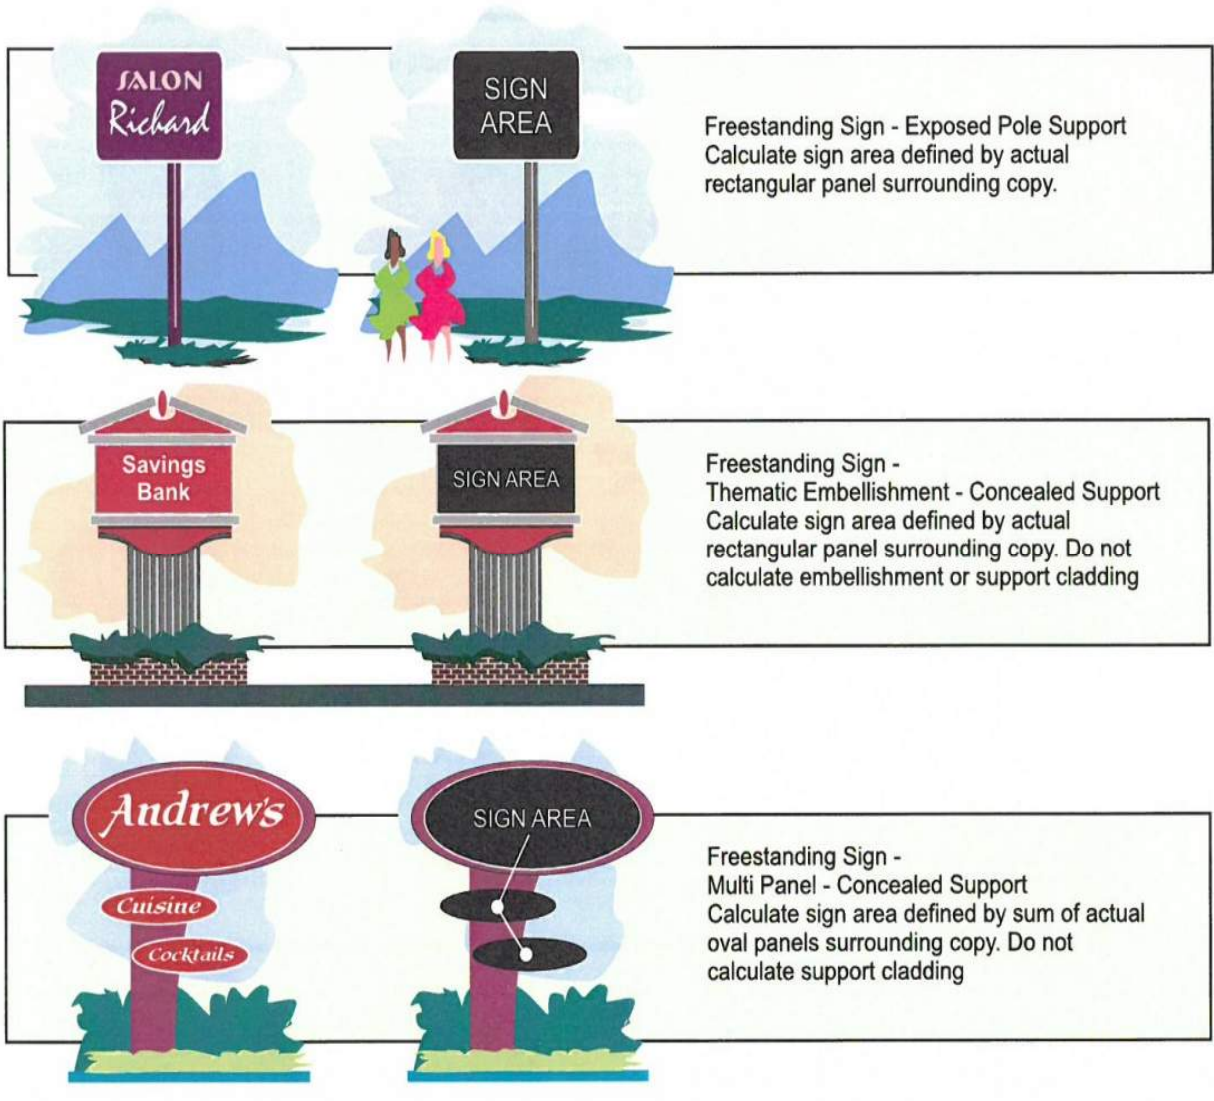 SALON
Richard
SIGN
AREA
Freestanding Sign - Exposed Pole Support
Calculate sign area defined by actual
rectangular panel surrounding copy.
Savings
Bank
SIGN AREA
Freestanding Sign -
Thematic Embellishment - Concealed Support
Calculate sign area defined by actual
rectangular panel surrounding copy. Do not
calculate embellishment or support cladding
Andrew's
Cuisine
Cocktails
SIGN AREA
Freestanding Sign -
Multi Panel - Concealed Support
Calculate sign area defined by sum of actual
oval panels surrounding copy. Do not
calculate support cladding